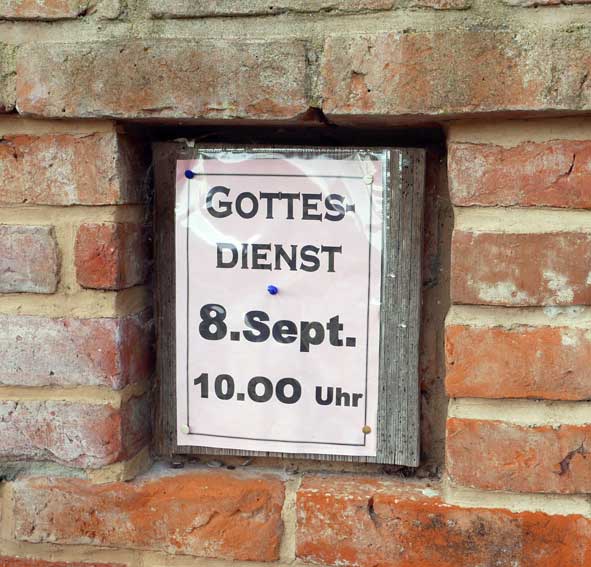 GOTTES-
DIENST
8.Sept.
10.00 Uhr